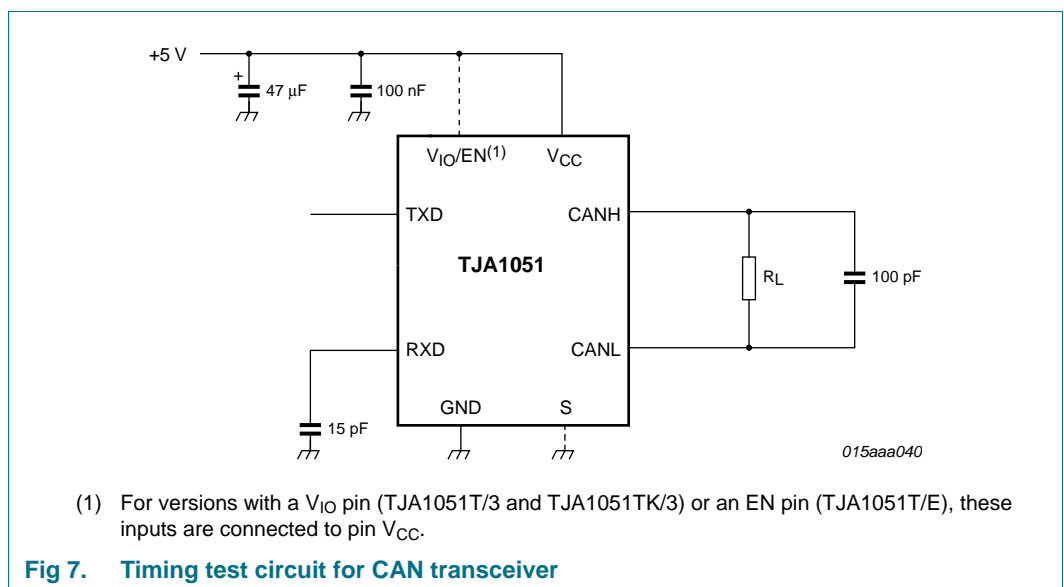 +5 V
+
47 μF
100 nF
VIO/EN(1)
VCC
TXD
CANH
TJA1051
RL
100 pF
RXD
CANL
GND
S
15 pF
015aaa040
(1) For versions with a VIO pin (TJA1051T/3 and TJA1051TK/3) or an EN pin (TJA1051T/E), these
inputs are connected to pin VCC.
Fig 7. Timing test circuit for CAN transceiver